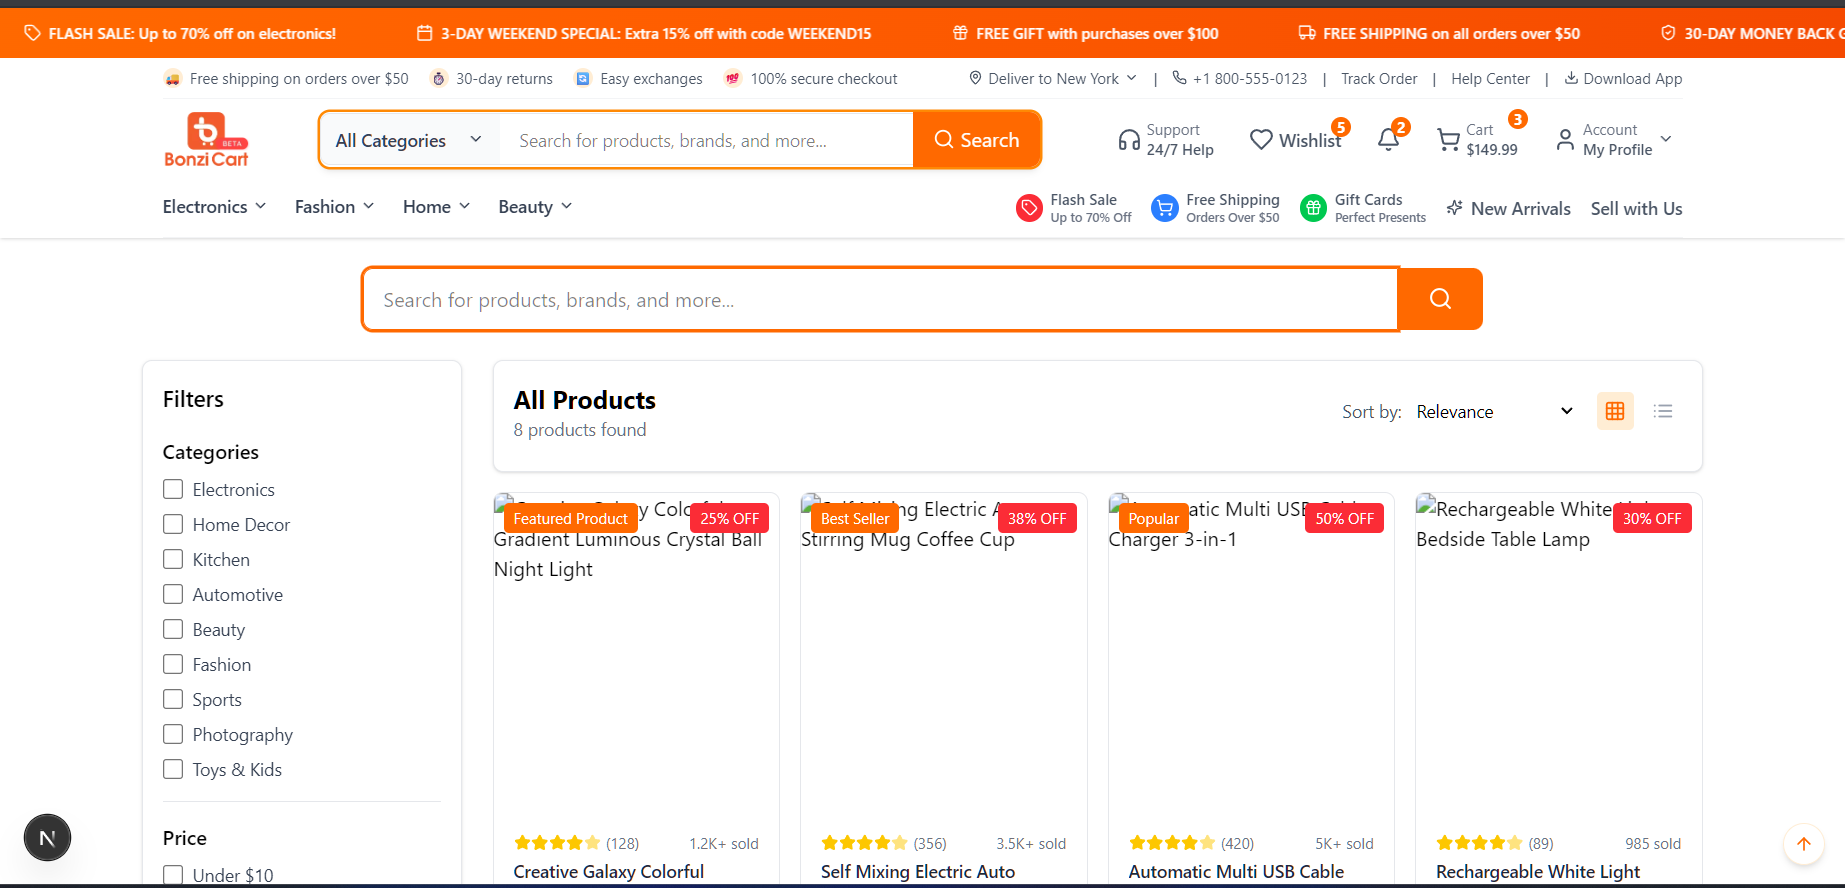 FLASH SALE: Up to 70% off on electronics! 3-DAY WEEKEND SPECIAL: Extra 15% off with code WEEKEND15 FREE GIFT with purchases over $100 FREE SHIPPING on all orders over $50 30-DAY MONEY BACK
Free shipping on orders over $50 30-day returns Easy exchanges 100% secure checkout Deliver to New York | +1 800-555-0123 | Track Order | Help Center | Download App
BETA
Bonzi Cart
All Categories Search for products, brands, and more... Search
Support
24/7 Help
Wishlist 5
2
Cart 3
$149.99
Account
My Profile
Electronics Fashion Home Beauty
Flash Sale
Up to 70% Off
Free Shipping
Orders Over $50
Gift Cards
Perfect Presents
New Arrivals Sell with Us
Search for products, brands, and more...
Filters
Categories
Electronics
Home Decor
Kitchen
Automotive
Beauty
Fashion
Sports
Photography
Toys & Kids
Price
Under $10
All Products
8 products found
Sort by: Relevance
Featured Product 25% OFF
Gradient Luminous Crystal Ball
Night Light
(128) 1.2K+ sold
Creative Galaxy Colorful
Best Seller 38% OFF
Electric
Stirring Mug Coffee Cup
(356) 3.5K+ sold
Self Mixing Electric Auto
Popular 50% OFF
Multi
Charger 3-in-1
(420) 5K+ sold
Automatic Multi USB Cable
30% OFF
Rechargeable White
Bedside Table Lamp
(89) 985 sold
Rechargeable White Light
N